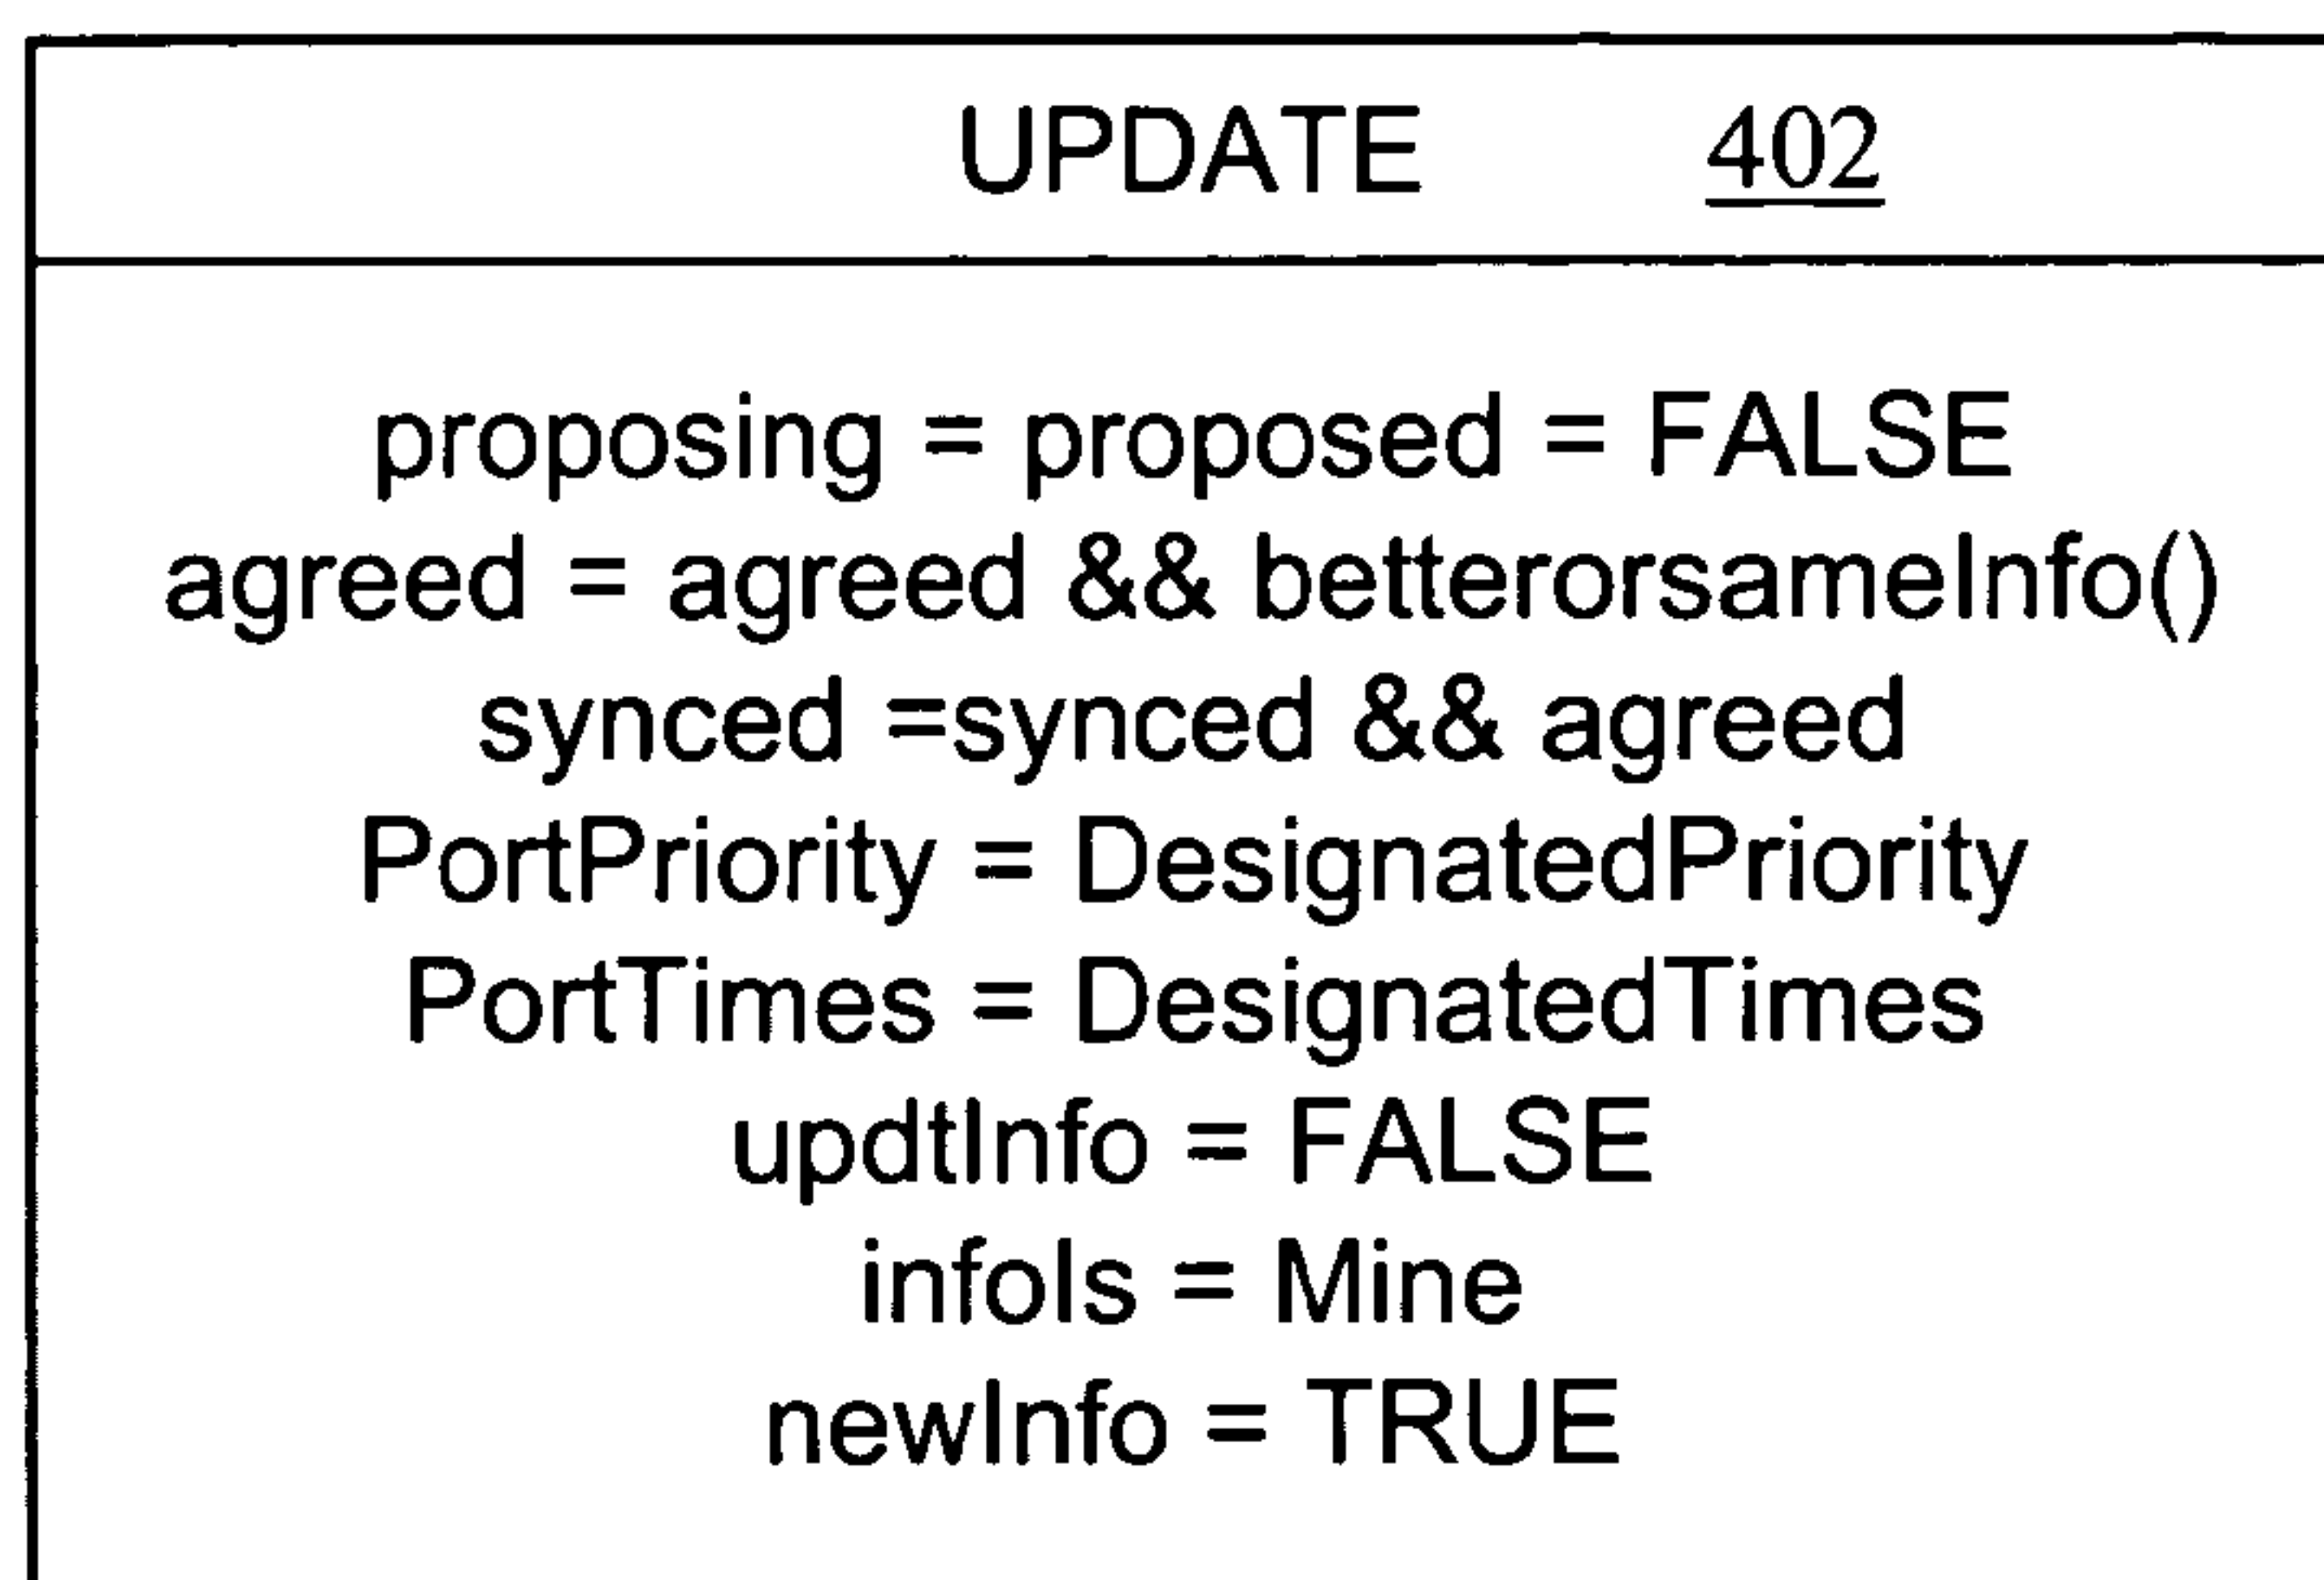 UPDATE 402
proposing = proposed = FALSE
agreed = agreed && betterorsameInfo()
synced =synced && agreed
PortPriority = DesignatedPriority
PortTimes = DesignatedTimes
updtInfo = FALSE
infoIs = Mine
newInfo = TRUE